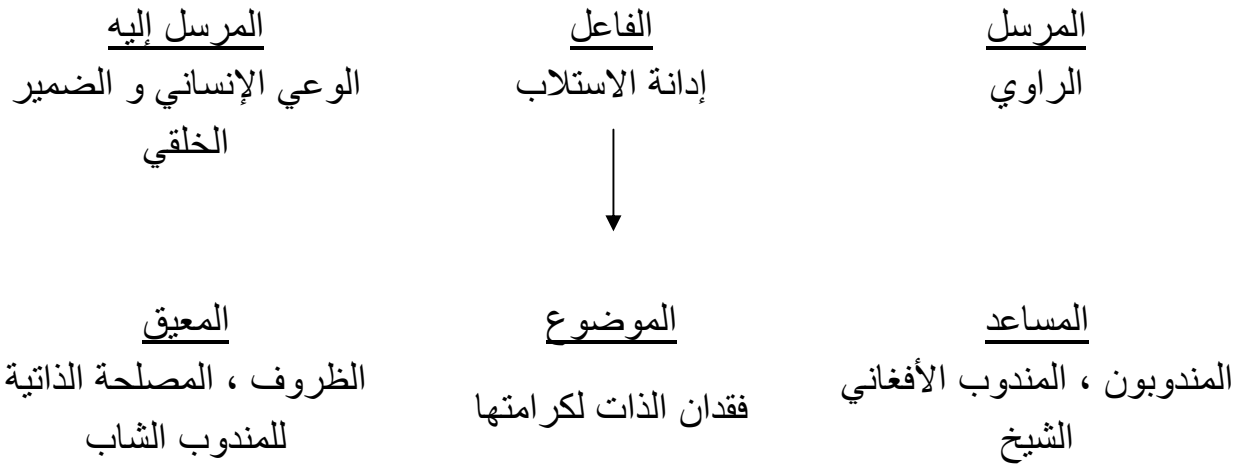 المرسل
الراوي
الفاعل
إدانة الاستلاب
المرسل إليه
الوعي الإنساني و الضمير
الخلقي
المساعد
المندوبون ، المندوب الأفغاني
الشيخ
الموضوع
فقدان الذات لكرامتها
المعيق
الظروف ، المصلحة الذاتية
للمندوب الشاب